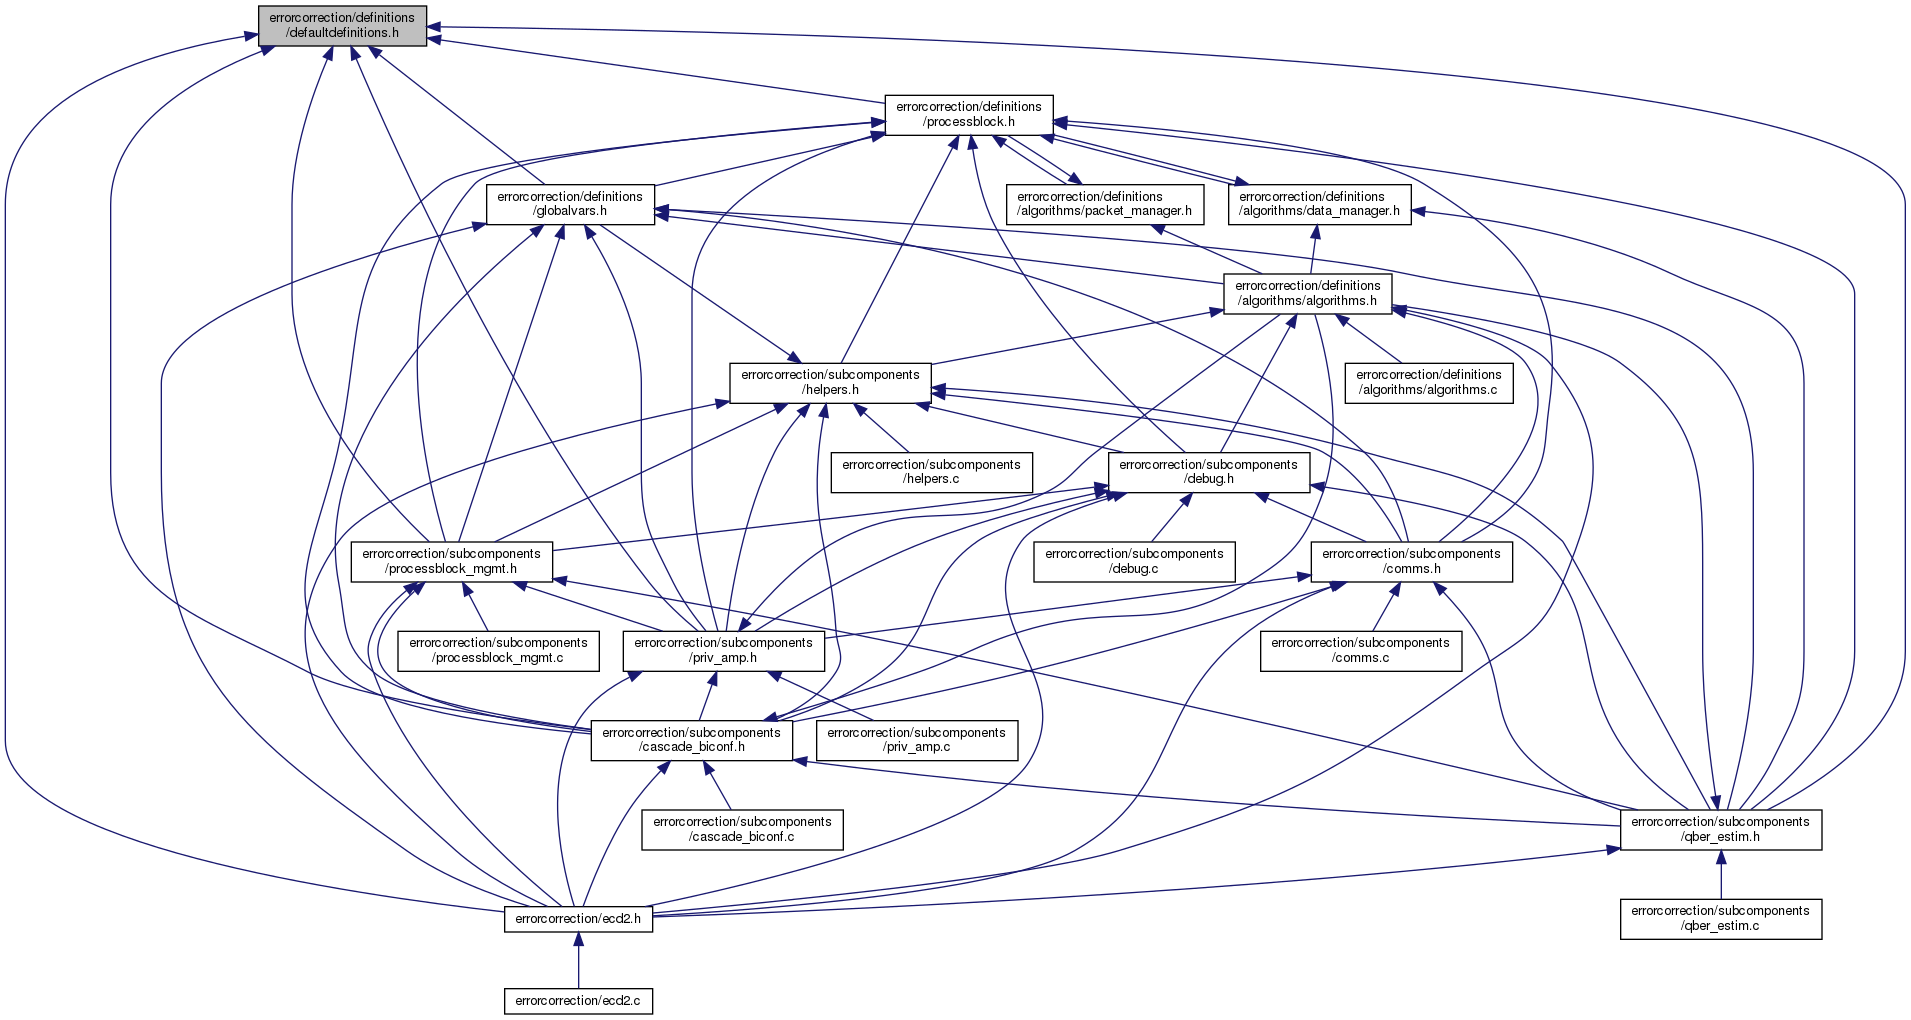 errorcorrection/definitions
/defaultdefinitions.h
errorcorrection/definitions
/processblock.h
errorcorrection/definitions
/globalvars.h
errorcorrection/definitions
/algorithms/packet_manager.h
errorcorrection/definitions
/algorithms/data_manager.h
errorcorrection/definitions
/algorithms/algorithms.h
errorcorrection/subcomponents
/helpers.h
errorcorrection/definitions
/algorithms/algorithms.c
errorcorrection/subcomponents
/helpers.c
errorcorrection/subcomponents
/debug.h
errorcorrection/subcomponents
/processblock_mgmt.h
errorcorrection/subcomponents
/debug.c
errorcorrection/subcomponents
/comms.h
errorcorrection/subcomponents
/processblock_mgmt.c
errorcorrection/subcomponents
/priv_amp.h
errorcorrection/subcomponents
/comms.c
errorcorrection/subcomponents
/cascade_biconf.h
errorcorrection/subcomponents
/priv_amp.c
errorcorrection/subcomponents
/cascade_biconf.c
errorcorrection/subcomponents
/qber_estim.h
errorcorrection/ecd2.h
errorcorrection/subcomponents
/qber_estim.c
errorcorrection/ecd2.c